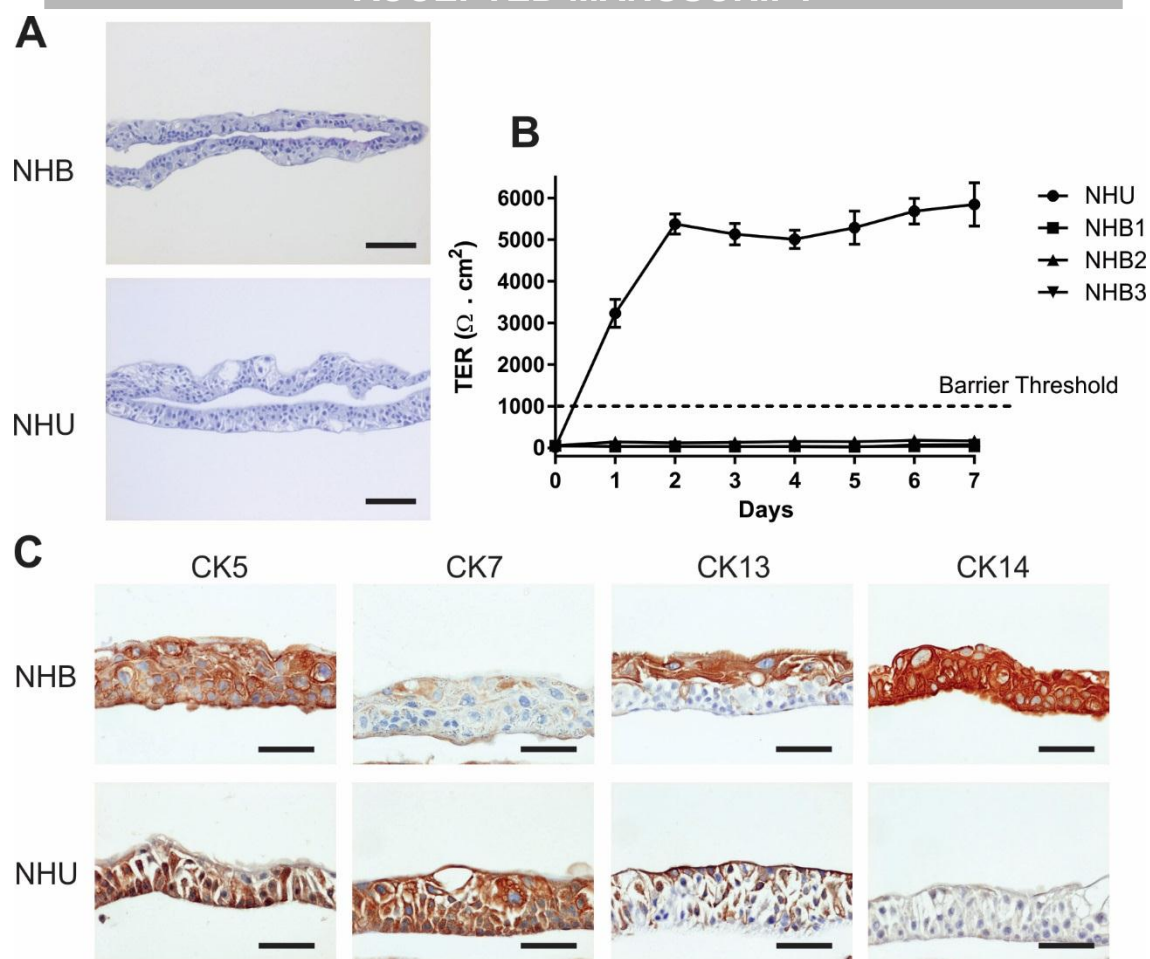 A
NHB
NHU
B
TER (Ω . cm²)
6000
5000
4000
3000
2000
1000
0
Barrier Threshold
0 1 2 3 4 5 6 7
Days
NHU
NHB1
NHB2
NHB3
C
CK5 CK7 CK13 CK14
NHB
NHU